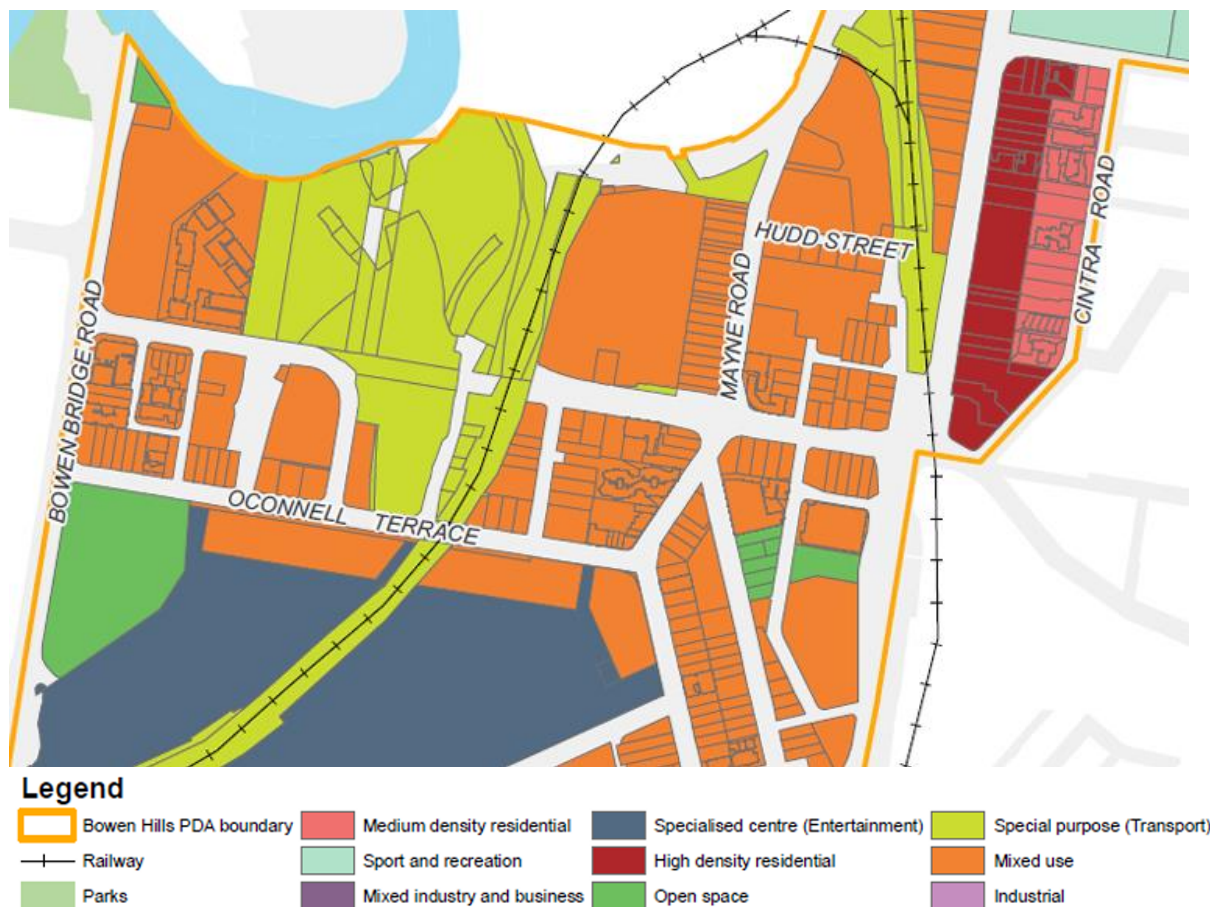 HUDD STREET
MAYNE ROAD
CINTRA ROAD
BOWEN BRIDGE ROAD
OCONNELL TERRACE
Legend
Bowen Hills PDA boundary
Medium density residential
Specialised centre (Entertainment)
Special purpose (Transport)
Railway
Sport and recreation
High density residential
Mixed use
Parks
Mixed industry and business
Open space
Industrial